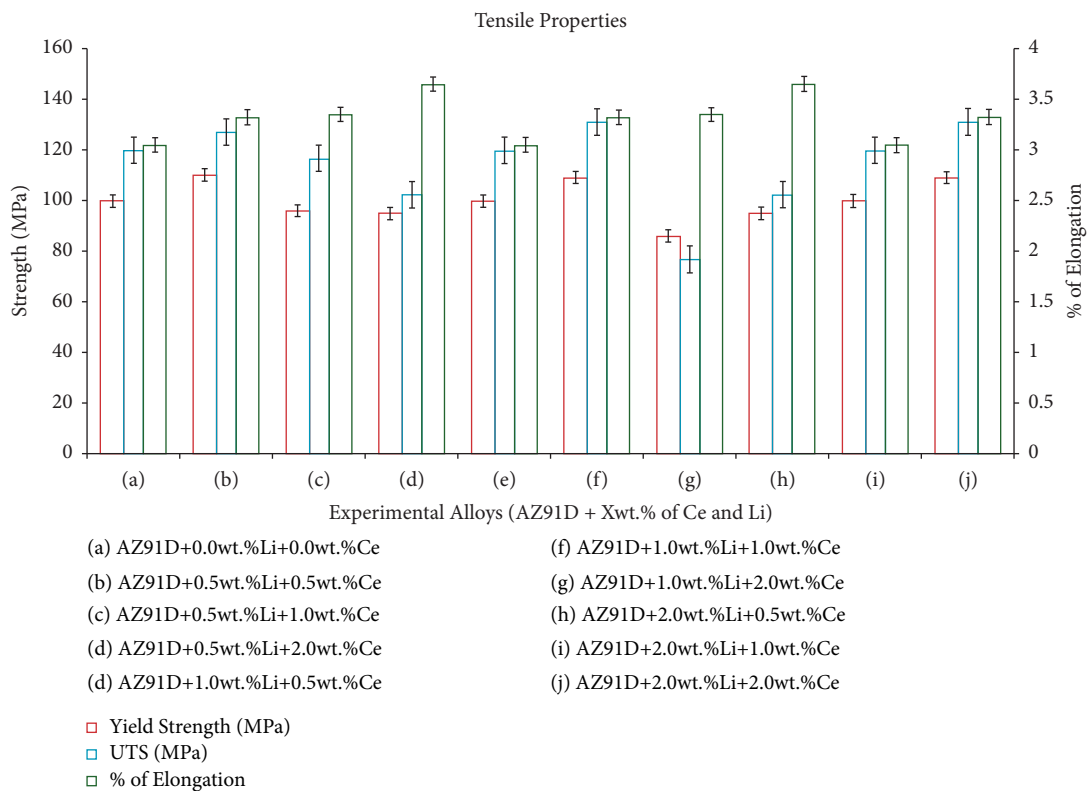 Tensile Properties
160
140
120
100
80
60
40
20
0
Strength (MPa)
4
3.5
3
2.5
2
1.5
1
0.5
0
% of Elongation
(a) (b) (c) (d) (e) (f) (g) (h) (i) (j)
Experimental Alloys (AZ91D + Xwt.% of Ce and Li)
(a) AZ91D+0.0wt.%Li+0.0wt.%Ce
(b) AZ91D+0.5wt.%Li+0.5wt.%Ce
(c) AZ91D+0.5wt.%Li+1.0wt.%Ce
(d) AZ91D+0.5wt.%Li+2.0wt.%Ce
(d) AZ91D+1.0wt.%Li+0.5wt.%Ce
(f) AZ91D+1.0wt.%Li+1.0wt.%Ce
(g) AZ91D+1.0wt.%Li+2.0wt.%Ce
(h) AZ91D+2.0wt.%Li+0.5wt.%Ce
(i) AZ91D+2.0wt.%Li+1.0wt.%Ce
(j) AZ91D+2.0wt.%Li+2.0wt.%Ce
Yield Strength (MPa)
UTS (MPa)
% of Elongation